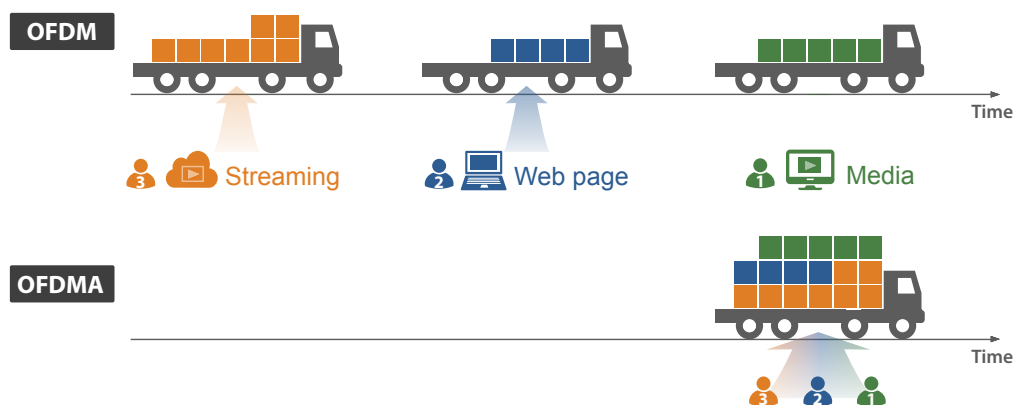 OFDM
Time
3 Streaming
2 Web page
1 Media
OFDMA
Time
3
2
1